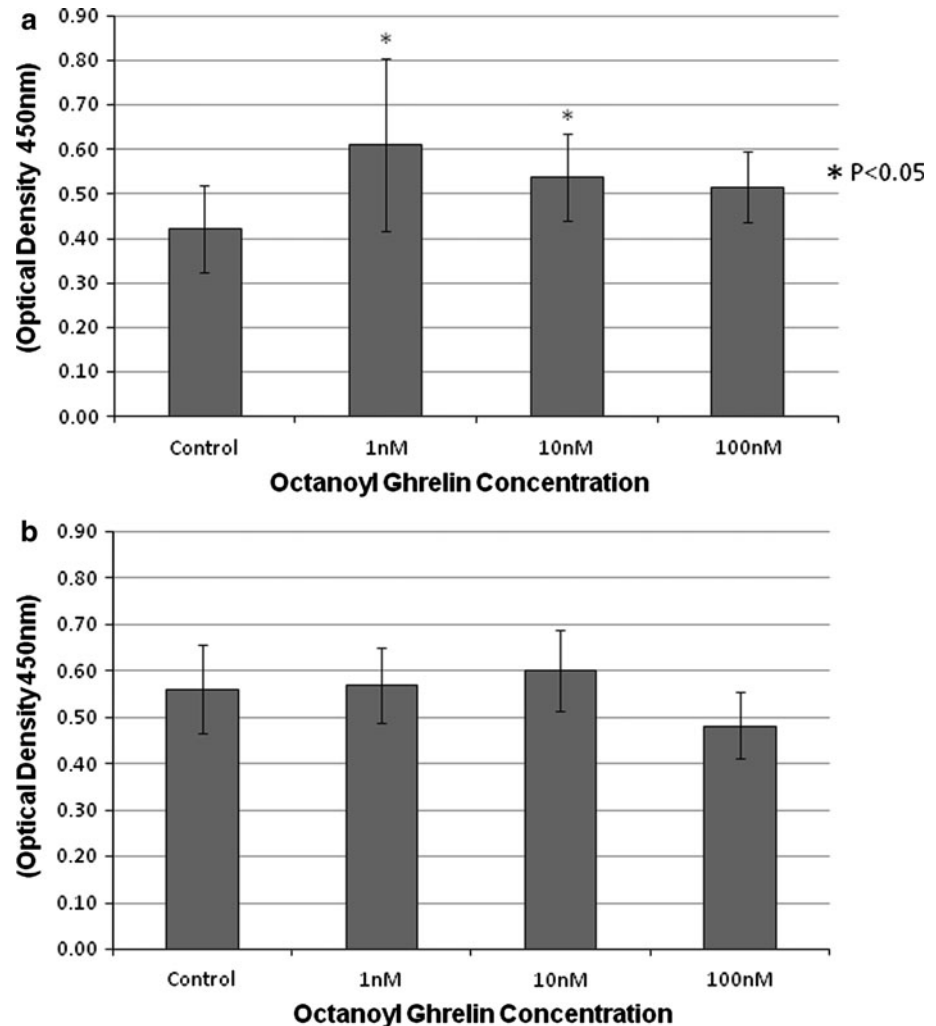 a
(Optical Density 450nm)
0.90
0.80
0.70
0.60
0.50
0.40
0.30
0.20
0.10
0.00
*
*
* P<0.05
Control 1nM 10nM 100nM
Octanoyl Ghrelin Concentration
b
(Optical Density450nm)
0.90
0.80
0.70
0.60
0.50
0.40
0.30
0.20
0.10
0.00
Control 1nM 10nM 100nM
Octanoyl Ghrelin Concentration